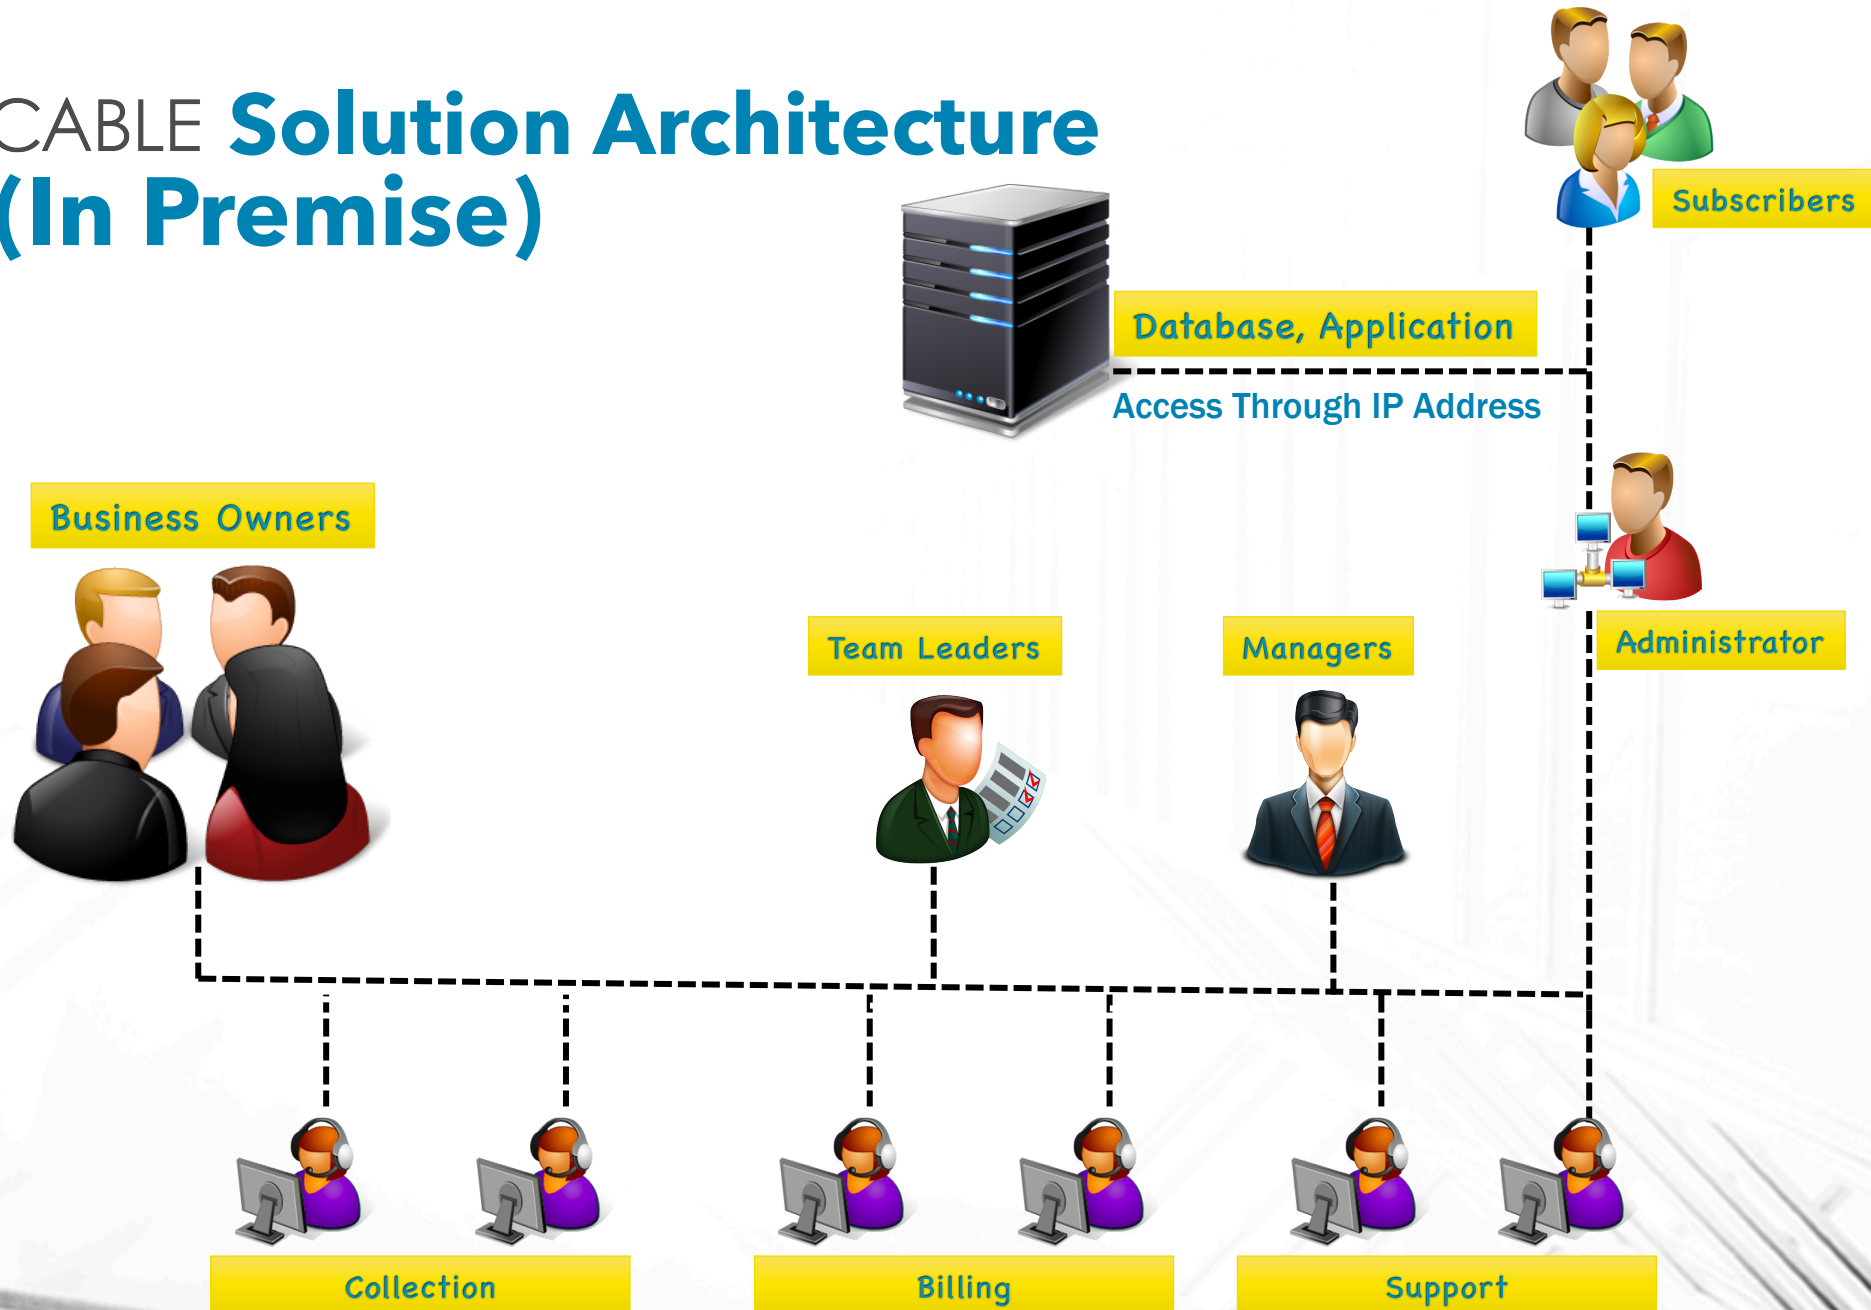 CABLE Solution Architecture
(In Premise)
Subscribers
Database, Application
Access Through IP Address
Business Owners
Team Leaders
Managers
Administrator
Collection
Billing
Support